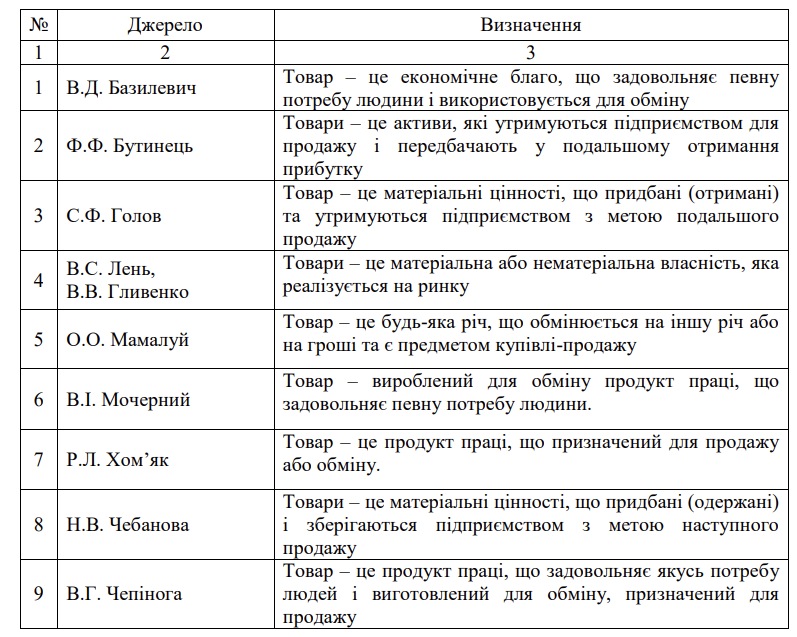 № Джерело Визначення
1 2 3
1 В.Д. Базилевич Товар – це економічне благо, що задовольняє певну
потребу людини і використовується для обміну
2 Ф.Ф. Бутинець Товари – це активи, які утримуються підприємством для
продажу і передбачають у подальшому отримання
прибутку
3 С.Ф. Голов Товар – це матеріальні цінності, що придбані (отримані)
та утримуються підприємством з метою подальшого
продажу
4 В.С. Лень,
В.В. Гливенко Товари – це матеріальна або нематеріальна власність, яка
реалізується на ринку
5 О.О. Мамалуй Товар – це будь-яка річ, що обмінюється на іншу річ або
на гроші та є предметом купівлі-продажу
6 В.І. Мочерний Товар – вироблений для обміну продукт праці, що
задовольняє певну потребу людини.
7 Р.Л. Хом’як Товар – це продукт праці, що призначений для продажу
або обміну.
8 Н.В. Чебанова Товари – це матеріальні цінності, що придбані (одержані)
і зберігаються підприємством з метою наступного
продажу
9 В.Г. Чепінога Товар – це продукт праці, що задовольняє якусь потребу
людей і виготовлений для обміну, призначений для
продажу